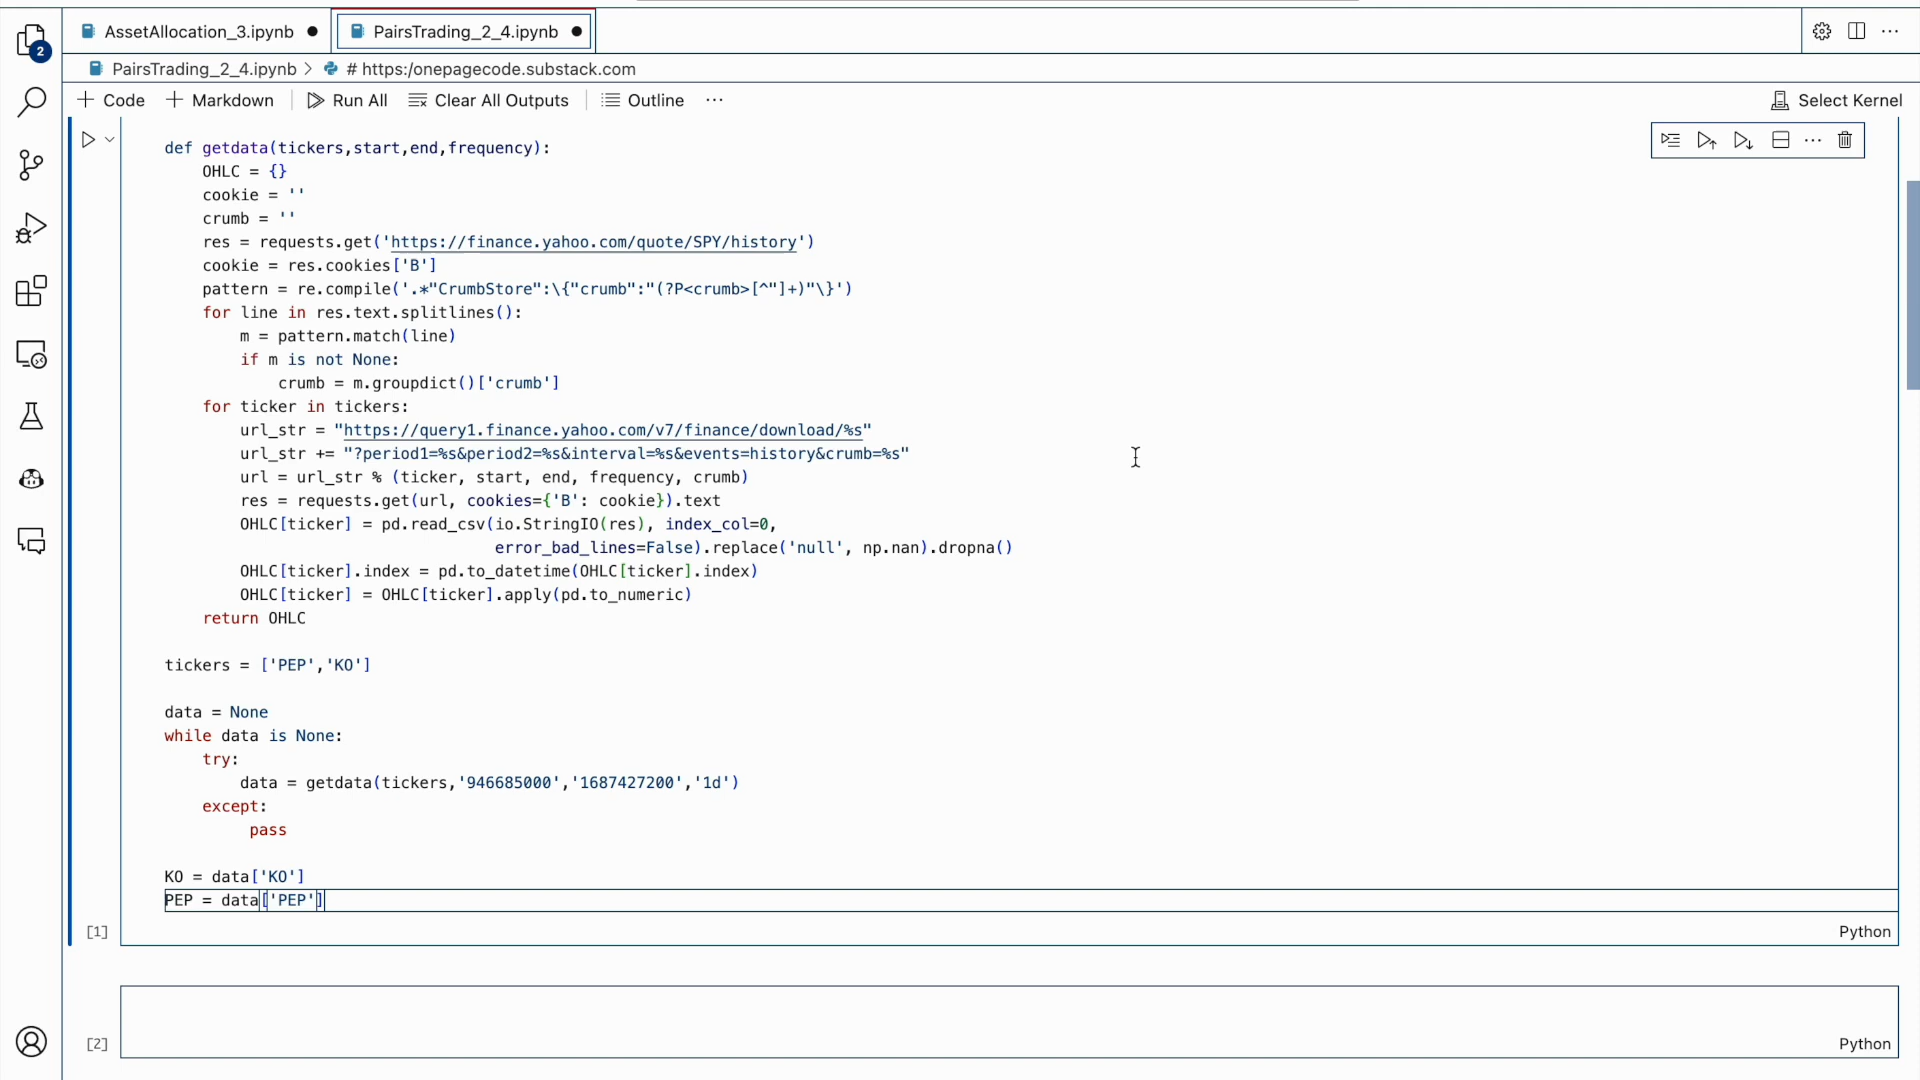 AssetAllocation_3.ipynb
PairsTrading_2_4.ipynb
2
PairsTrading_2_4.ipynb > # https:/onepagecode.substack.com
+ Code + Markdown Run All Clear All Outputs Outline ... Select Kernel
def getdata(tickers,start,end,frequency):
    OHLC = {}
    cookie = ''
    crumb = ''
    res = requests.get('https://finance.yahoo.com/quote/SPY/history')
    cookie = res.cookies['B']
    pattern = re.compile('.*"CrumbStore":\{"crumb":"(?P<crumb>[^"]+)"\}')
    for line in res.text.splitlines():
        m = pattern.match(line)
        if m is not None:
            crumb = m.groupdict()['crumb']
    for ticker in tickers:
        url_str = "https://query1.finance.yahoo.com/v7/finance/download/%s"
        url_str += "?period1=%s&period2=%s&interval=%s&events=history&crumb=%s"
        url = url_str % (ticker, start, end, frequency, crumb)
        res = requests.get(url, cookies={'B': cookie}).text
        OHLC[ticker] = pd.read_csv(io.StringIO(res), index_col=0,
                                   error_bad_lines=False).replace('null', np.nan).dropna()
        OHLC[ticker].index = pd.to_datetime(OHLC[ticker].index)
        OHLC[ticker] = OHLC[ticker].apply(pd.to_numeric)
    return OHLC
tickers = ['PEP','KO']
data = None
while data is None:
    try:
        data = getdata(tickers,'946685000','1687427200','1d')
    except:
         pass
KO = data['KO']
PEP = data['PEP']
[1]
Python
[2]
Python